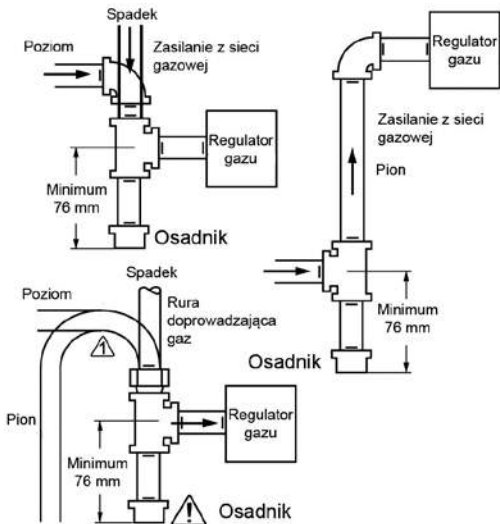 Spadek
Poziom
Zasilanie z sieci
gazowej
Regulator
gazu
Minimum
76 mm
Osadnik
Regulator
gazu
Zasilanie z sieci
gazowej
Pion
Minimum
76 mm
Osadnik
Spadek
Poziom
Rura
doprowadzająca
gaz
1
Pion
Regulator
gazu
Minimum
76 mm
!
Osadnik